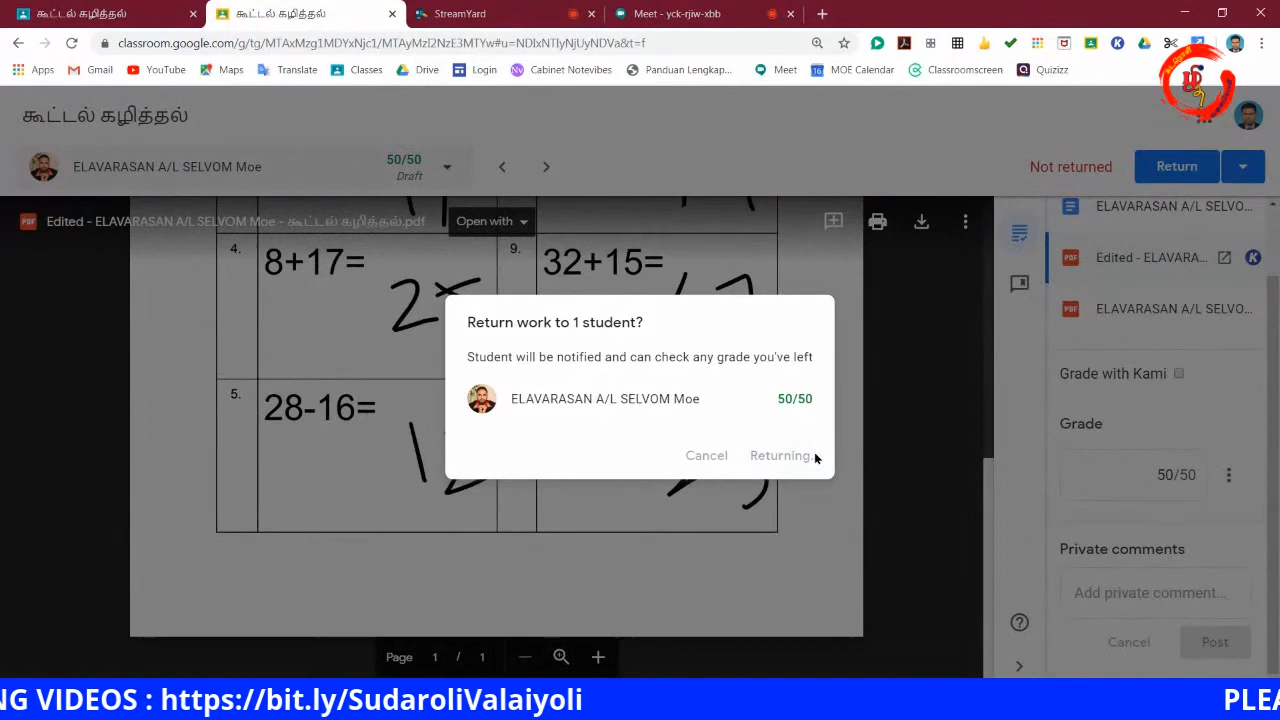 கூட்டல் கழித்தல்
கூட்டல் கழித்தல்
StreamYard
Meet - yck-rjiw-xbb
classroom.google.com/g/tg/MTAxMzg1MDYxNjc1/MTAyMzI2NzE3MTYw#u=NDkNTIyNjUyNDVa&t=f
Apps Gmail YouTube Maps Translate Classes Drive Login Cabinet Notevibes Panduan Lengkap... Meet MOE Calendar Classroomscreen Quizizz
கூட்டல் கழித்தல்
ELAVARASAN A/L SELVOM Moe
50/50
Draft
Not returned
Return
Edited - ELAVARASAN A/L SELVOM Moe - கூட்டல் கழித்தல்.pdf
Open with
ELAVARASAN A/L SELVO...
Edited - ELAVARA...
ELAVARASAN A/L SELVO...
4. 8+17=
9. 32+15=
5. 28-16=
Return work to 1 student?
Student will be notified and can check any grade you've left
ELAVARASAN A/L SELVOM Moe 50/50
Cancel Returning.
Grade with Kami
Grade
50/50
Private comments
Add private comment...
Cancel Post
Page 1 / 1
NG VIDEOS : https://bit.ly/SudaroliValaiyoli
PLEA